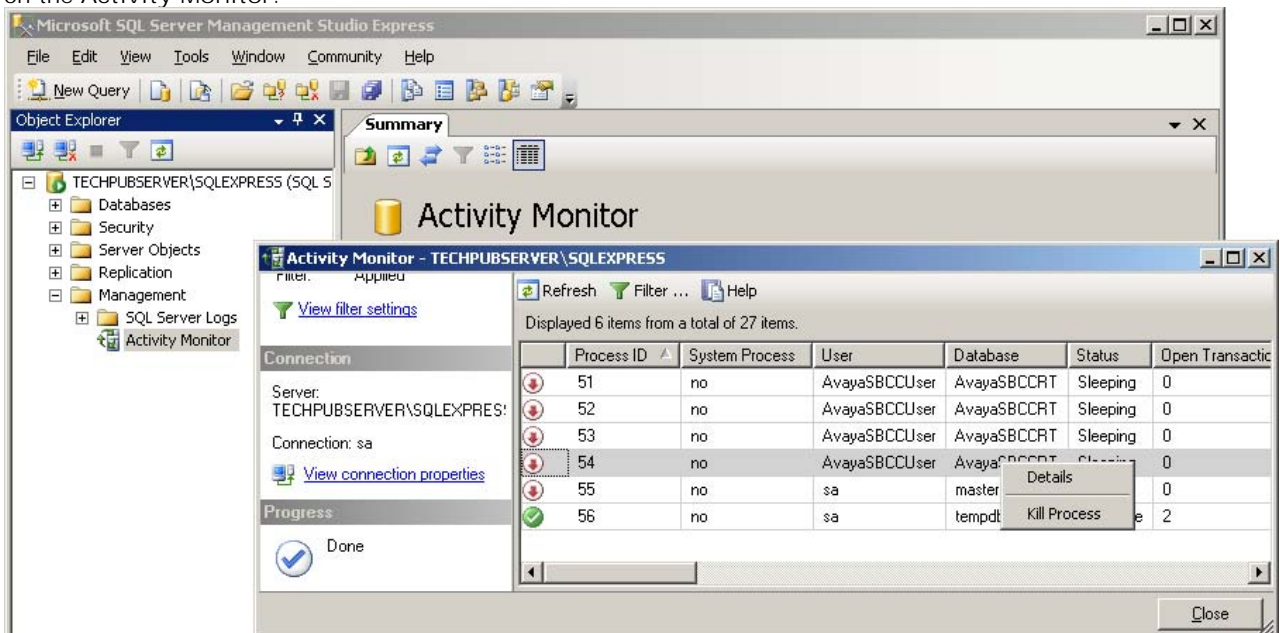 on the Activity Monitor.
Microsoft SQL Server Management Studio Express
File Edit View Tools Window Community Help
New Query
Object Explorer
Summary
TECHPUBSERVER\SQLEXPRESS (SQL S
Databases
Security
Server Objects
Replication
Management
SQL Server Logs
Activity Monitor
Activity Monitor
Activity Monitor - TECHPUBSERVER\SQLEXPRESS
Filter: Applied
View filter settings
Connection
Server:
TECHPUBSERVER\SQLEXPRES
Connection: sa
View connection properties
Progress
Done
Refresh Filter ... Help
Displayed 6 items from a total of 27 items.
Process ID System Process User Database Status Open Transactic
51 no AvayaSBCCUser AvayaSBCCRT Sleeping 0
52 no AvayaSBCCUser AvayaSBCCRT Sleeping 0
53 no AvayaSBCCUser AvayaSBCCRT Sleeping 0
54 no AvayaSBCCUser AvayaSBCCRT Sleeping 0
55 no sa master 0
56 no sa tempdb e 2
Details
Kill Process
Close